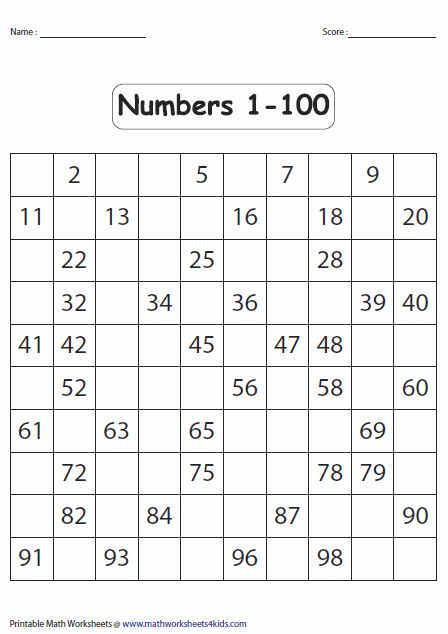 Name : ____________________ Score : ____________________
Numbers 1-100
2 5 7 9
11 13 16 18 20
22 25 28
32 34 36 39 40
41 42 45 47 48
52 56 58 60
61 63 65 69
72 75 78 79
82 84 87 90
91 93 96 98
Printable Math Worksheets @ www.mathworksheets4kids.com